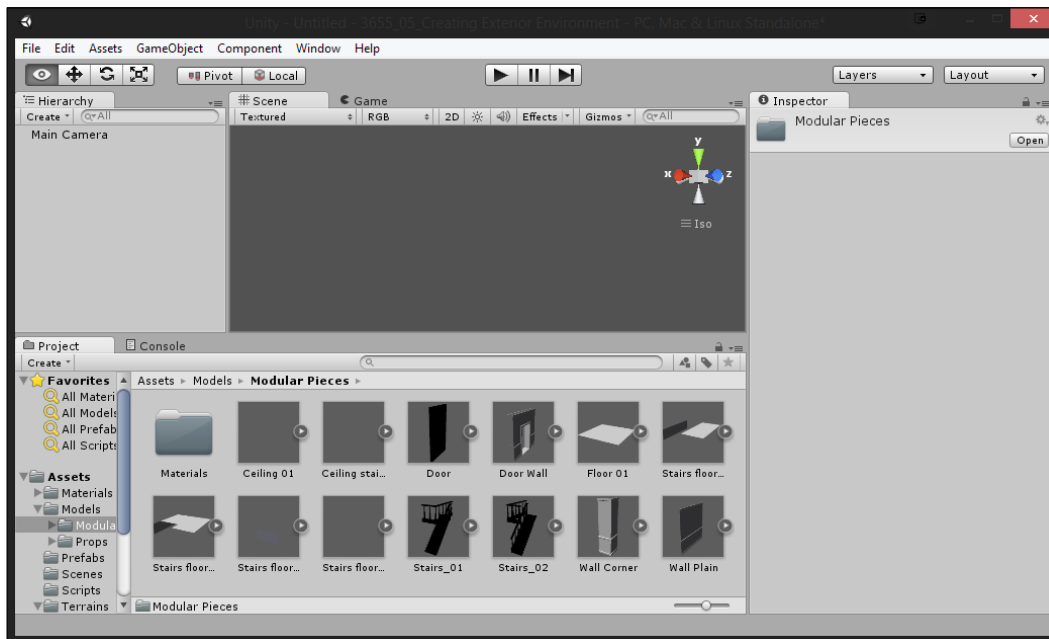 Unity - Untitled - 3655_05_Creating Exterior Environment - PC, Mac & Linux Standalone*
File Edit Assets GameObject Component Window Help
Pivot Local Layers Layout
Hierarchy
Create All
Main Camera
Scene Game
Textured RGB 2D Effects Gizmos All
y
x z
Iso
Inspector
Modular Pieces
Open
Project Console
Create
Favorites
All Materi
All Models
All Prefab
All Scripts
Assets
Materials
Models
Modula
Props
Prefabs
Scenes
Scripts
Terrains
Assets Models Modular Pieces
Materials Ceiling 01 Ceiling stai... Door Door Wall Floor 01 Stairs floor...
Stairs floor... Stairs floor... Stairs floor... Stairs_01 Stairs_02 Wall Corner Wall Plain
Modular Pieces